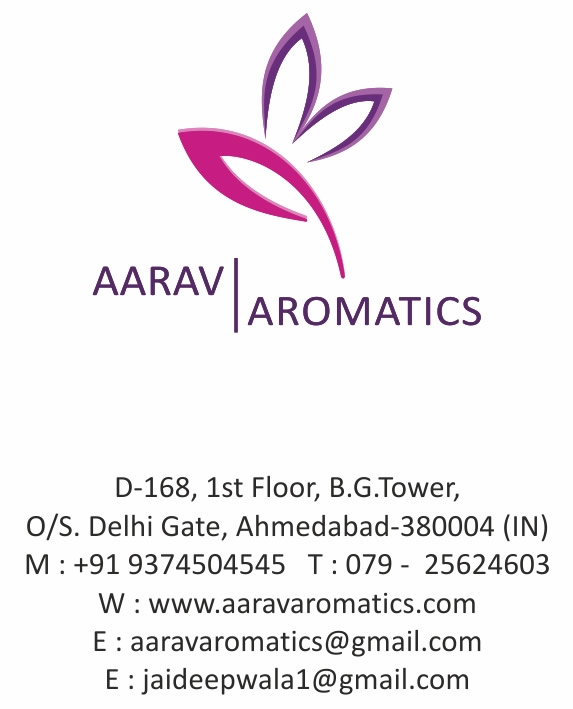 AARAV
AROMATICS
D-168, 1st Floor, B.G.Tower,
O/S. Delhi Gate, Ahmedabad-380004 (IN)
M : +91 9374504545 T : 079 - 25624603
W : www.aaravaromatics.com
E : aaravaromatics@gmail.com
E : jaideepwala1@gmail.com